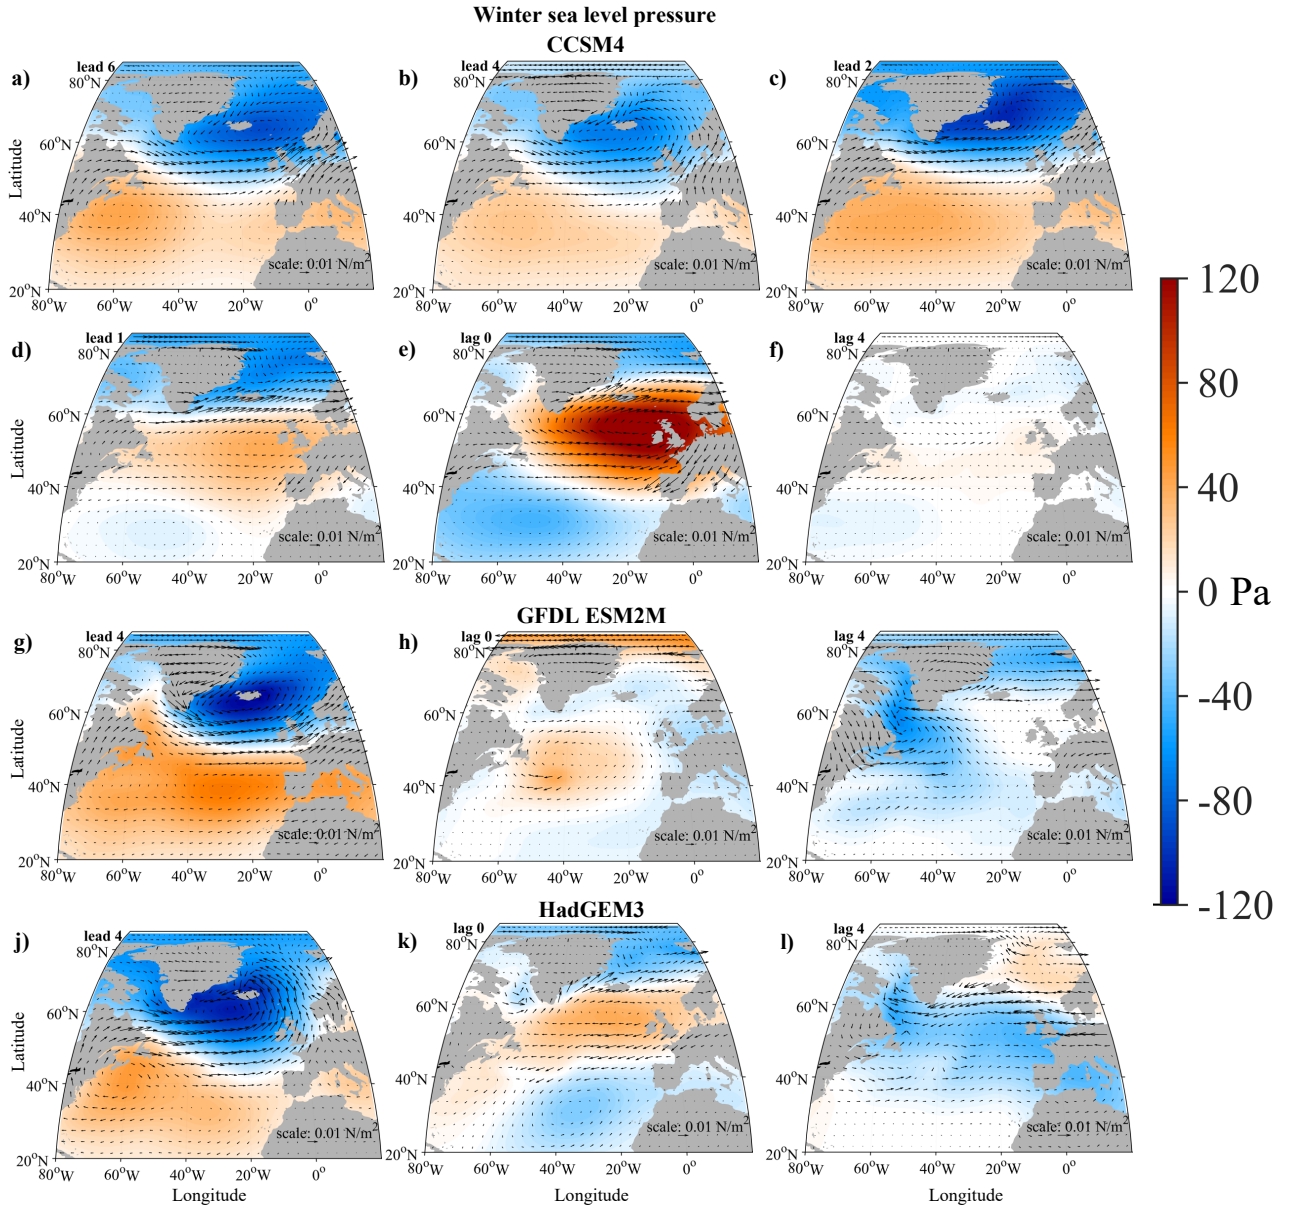 Winter sea level pressure
CCSM4
a) lead 6
b) lead 4
c) lead 2
80°N 80°N 80°N
Latitude
60°N 60°N 60°N
40°N 40°N 40°N
scale: 0.01 N/m² scale: 0.01 N/m² scale: 0.01 N/m²
20°N 20°N 20°N
80°W 60°W 40°W 20°W 0° 80°W 60°W 40°W 20°W 0° 80°W 60°W 40°W 20°W 0°
d) lead 1
e) lag 0
f) lag 4
80°N 80°N 80°N
Latitude
60°N 60°N 60°N
40°N 40°N 40°N
scale: 0.01 N/m² scale: 0.01 N/m² scale: 0.01 N/m²
20°N 20°N 20°N
80°W 60°W 40°W 20°W 0° 80°W 60°W 40°W 20°W 0° 80°W 60°W 40°W 20°W 0°
GFDL ESM2M
g) lead 4
h) lag 0
lag 4
80°N 80°N 80°N
Latitude
60°N 60°N 60°N
40°N 40°N 40°N
scale: 0.01 N/m² scale: 0.01 N/m² scale: 0.01 N/m²
20°N 20°N 20°N
80°W 60°W 40°W 20°W 0° 80°W 60°W 40°W 20°W 0° 80°W 60°W 40°W 20°W 0°
HadGEM3
j) lead 4
k) lag 0
l) lag 4
80°N 80°N 80°N
Latitude
60°N 60°N 60°N
40°N 40°N 40°N
scale: 0.01 N/m² scale: 0.01 N/m² scale: 0.01 N/m²
20°N 20°N 20°N
80°W 60°W 40°W 20°W 0° 80°W 60°W 40°W 20°W 0° 80°W 60°W 40°W 20°W 0°
Longitude Longitude
120
80
40
0 Pa
-40
-80
-120